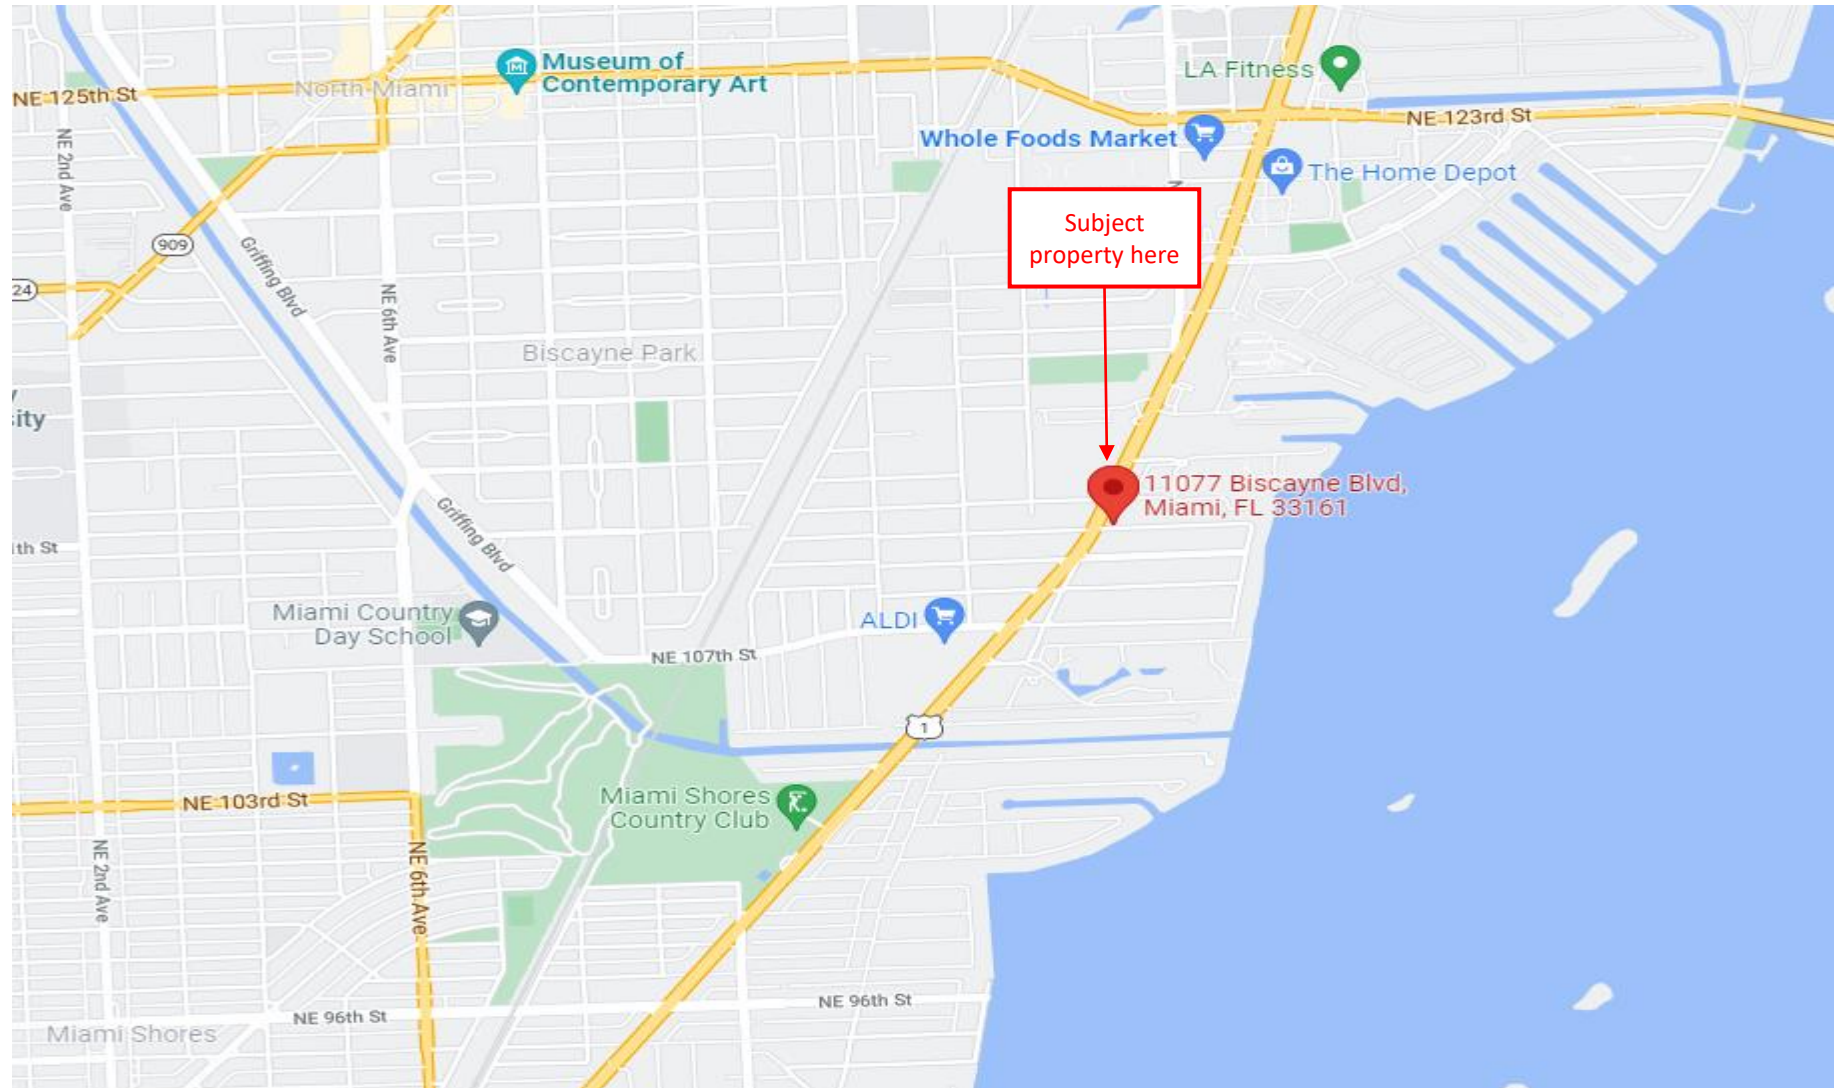 Museum of
Contemporary Art
LA Fitness
NE 125th St
North Miami
NE 123rd St
Whole Foods Market
The Home Depot
NE 2nd Ave
N
Subject
property here
909
Griffing Blvd
24
NE 6th Ave
Biscayne Park
y
sity
11077 Biscayne Blvd,
Miami, FL 33161
Griffing Blvd
1th St
Miami Country
Day School
ALDI
NE 107th St
1
Miami Shores
Country Club
NE 103rd St
NE 2nd Ave
NE 6th Ave
NE 96th St
NE 96th St
Miami Shores